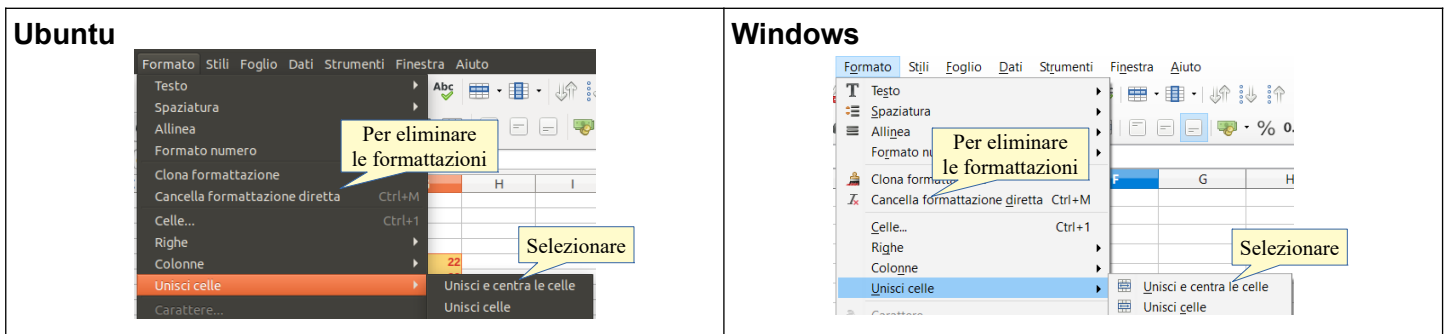 Ubuntu
Formato Stili Foglio Dati Strumenti Finestra Aiuto
Testo
Spaziatura
Allinea
Formato numero
Clona formattazione
Cancella formattazione diretta Ctrl+M
Celle... Ctrl+1
Righe
Colonne
Unisci celle
Carattere...
Abc
Per eliminare
le formattazioni
H I
Selezionare
22
Unisci e centra le celle
Unisci celle
Windows
Formato Stili Foglio Dati Strumenti Finestra Aiuto
Testo
Spaziatura
Allinea
Formato
Clona
Cancella formattazione diretta Ctrl+M
Celle... Ctrl+1
Righe
Colonne
Unisci celle
Carattere
% 0.
Per eliminare
le formattazioni
F G H
Selezionare
Unisci e centra le celle
Unisci celle